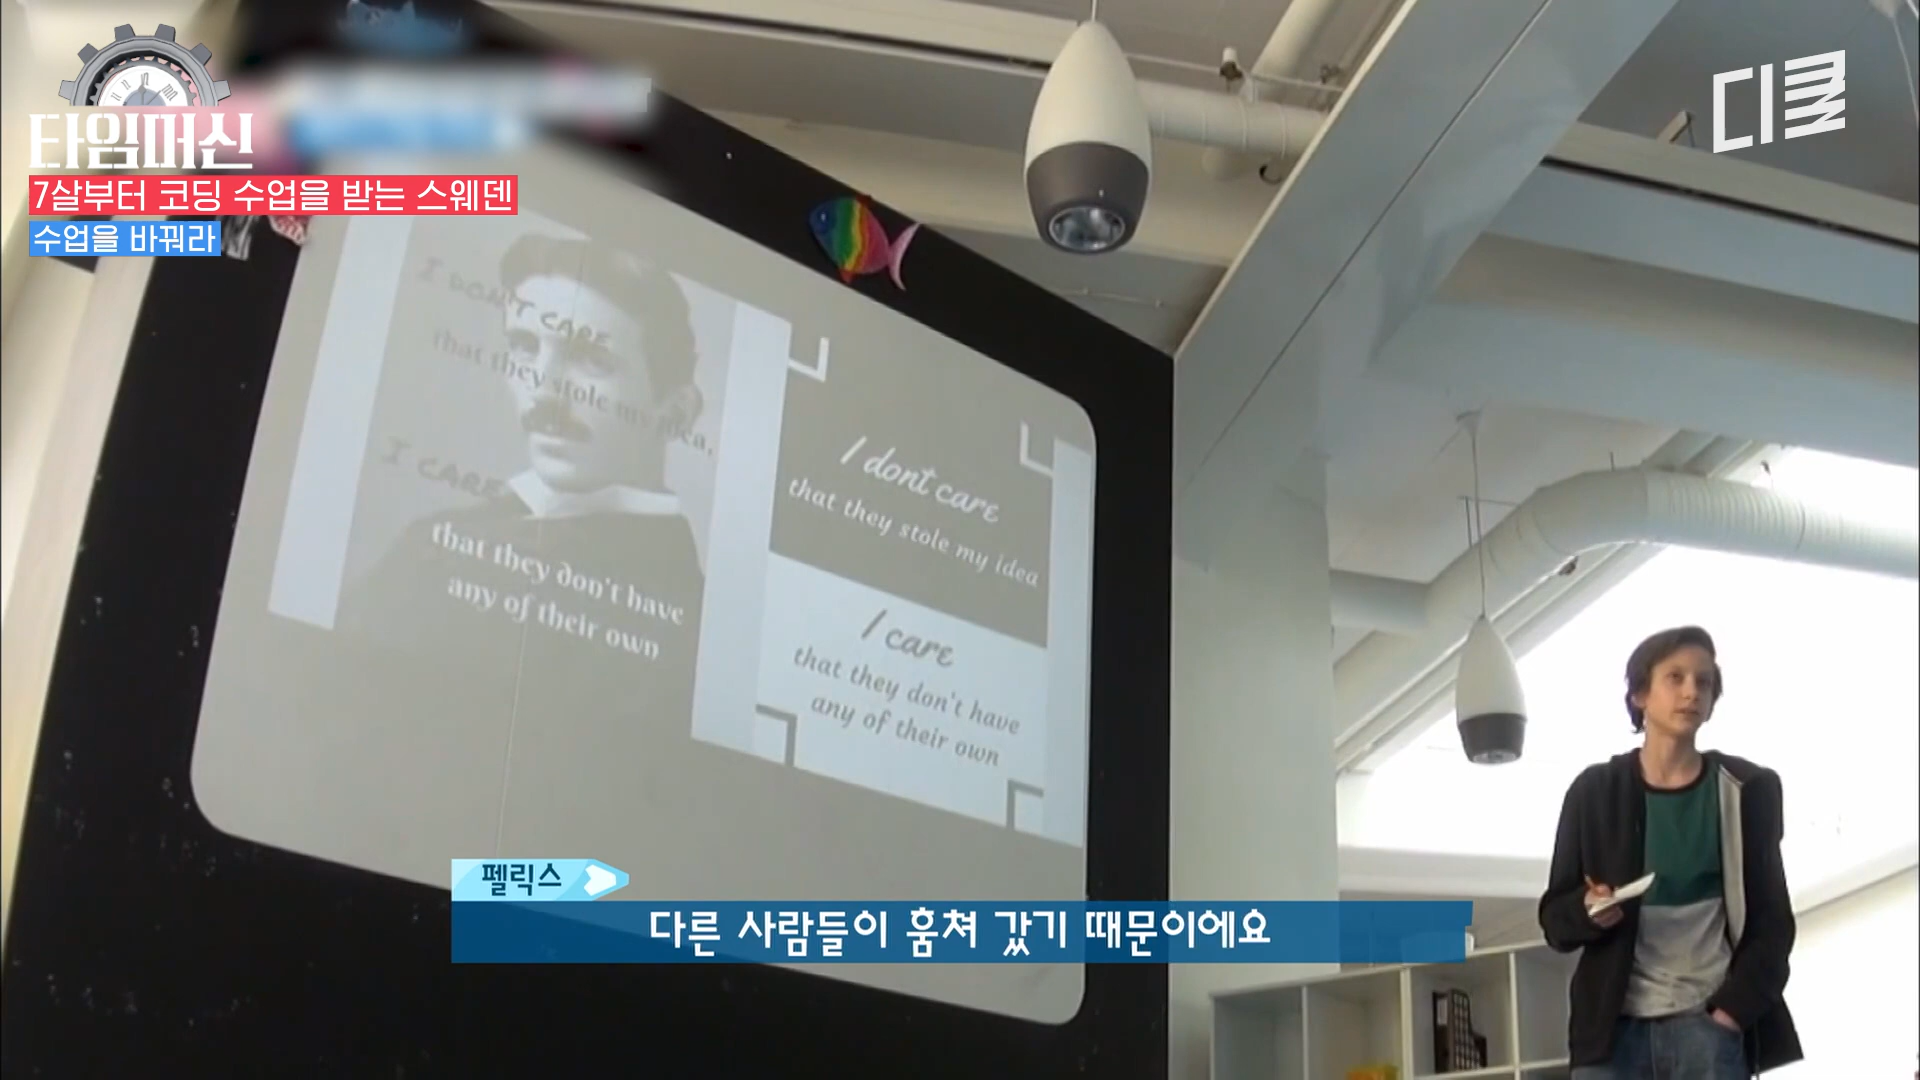 타임머신
7살부터 코딩 수업을 받는 스웨덴
수업을 바꿔라
디클
I DON'T CARE
that they stole my idea,
I CARE
that they don't have
any of their own
I dont care
that they stole my idea
I care
that they don't have
any of their own
펠릭스
다른 사람들이 훔쳐 갔기 때문이에요